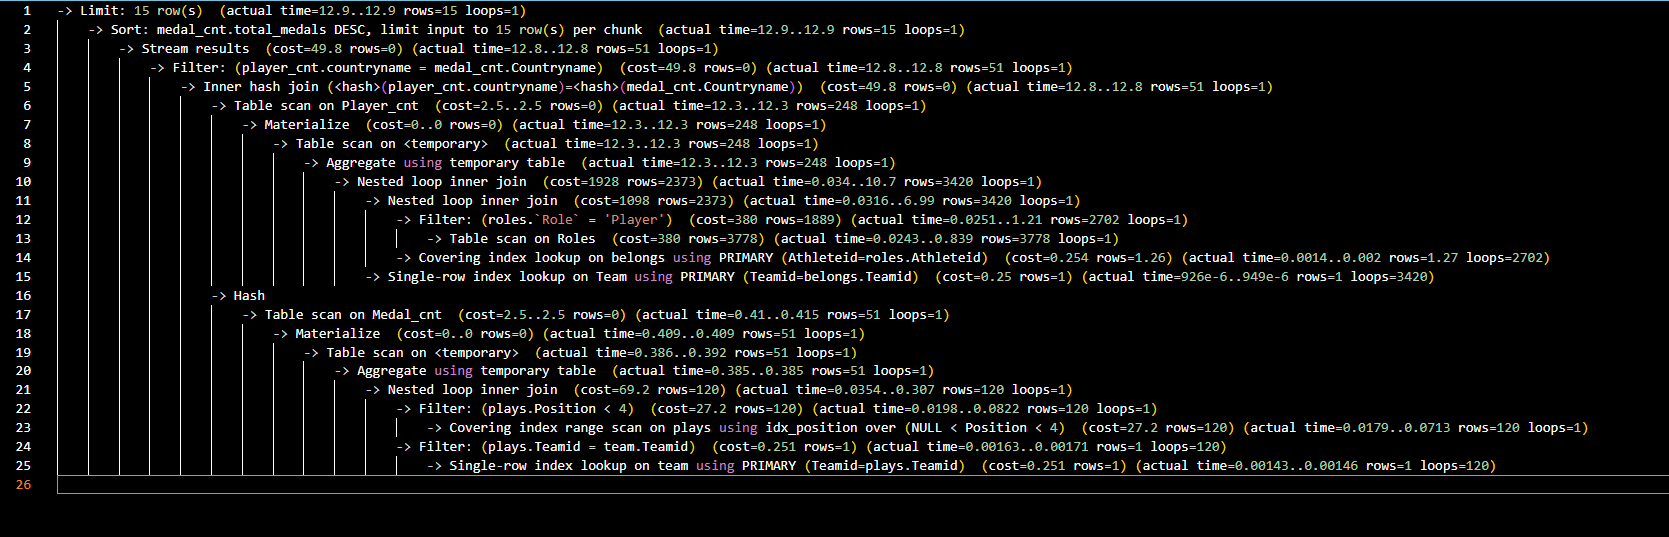 1 -> Limit: 15 row(s)  (actual time=12.9..12.9 rows=15 loops=1)
2 -> Sort: medal_cnt.total_medals DESC, limit input to 15 row(s) per chunk  (actual time=12.9..12.9 rows=15 loops=1)
3 -> Stream results  (cost=49.8 rows=0) (actual time=12.8..12.8 rows=51 loops=1)
4 -> Filter: (player_cnt.countryname = medal_cnt.Countryname)  (cost=49.8 rows=0) (actual time=12.8..12.8 rows=51 loops=1)
5 -> Inner hash join (<hash>(player_cnt.countryname)=<hash>(medal_cnt.Countryname))  (cost=49.8 rows=0) (actual time=12.8..12.8 rows=51 loops=1)
6 -> Table scan on Player_cnt  (cost=2.5..2.5 rows=0) (actual time=12.3..12.3 rows=248 loops=1)
7 -> Materialize  (cost=0..0 rows=0) (actual time=12.3..12.3 rows=248 loops=1)
8 -> Table scan on <temporary>  (actual time=12.3..12.3 rows=248 loops=1)
9 -> Aggregate using temporary table  (actual time=12.3..12.3 rows=248 loops=1)
10 -> Nested loop inner join  (cost=1928 rows=2373) (actual time=0.034..10.7 rows=3420 loops=1)
11 -> Nested loop inner join  (cost=1098 rows=2373) (actual time=0.0316..6.99 rows=3420 loops=1)
12 -> Filter: (roles.`Role` = 'Player')  (cost=380 rows=1889) (actual time=0.0251..1.21 rows=2702 loops=1)
13 -> Table scan on Roles  (cost=380 rows=3778) (actual time=0.0243..0.839 rows=3778 loops=1)
14 -> Covering index lookup on belongs using PRIMARY (Athleteid=roles.Athleteid)  (cost=0.254 rows=1.26) (actual time=0.0014..0.002 rows=1.27 loops=2702)
15 -> Single-row index lookup on Team using PRIMARY (Teamid=belongs.Teamid)  (cost=0.25 rows=1) (actual time=926e-6..949e-6 rows=1 loops=3420)
16 -> Hash
17 -> Table scan on Medal_cnt  (cost=2.5..2.5 rows=0) (actual time=0.41..0.415 rows=51 loops=1)
18 -> Materialize  (cost=0..0 rows=0) (actual time=0.409..0.409 rows=51 loops=1)
19 -> Table scan on <temporary>  (actual time=0.386..0.392 rows=51 loops=1)
20 -> Aggregate using temporary table  (actual time=0.385..0.385 rows=51 loops=1)
21 -> Nested loop inner join  (cost=69.2 rows=120) (actual time=0.0354..0.307 rows=120 loops=1)
22 -> Filter: (plays.Position < 4)  (cost=27.2 rows=120) (actual time=0.0198..0.0822 rows=120 loops=1)
23 -> Covering index range scan on plays using idx_position over (NULL < Position < 4)  (cost=27.2 rows=120) (actual time=0.0179..0.0713 rows=120 loops=1)
24 -> Filter: (plays.Teamid = team.Teamid)  (cost=0.251 rows=1) (actual time=0.00163..0.00171 rows=1 loops=120)
25 -> Single-row index lookup on team using PRIMARY (Teamid=plays.Teamid)  (cost=0.251 rows=1) (actual time=0.00143..0.00146 rows=1 loops=120)
26